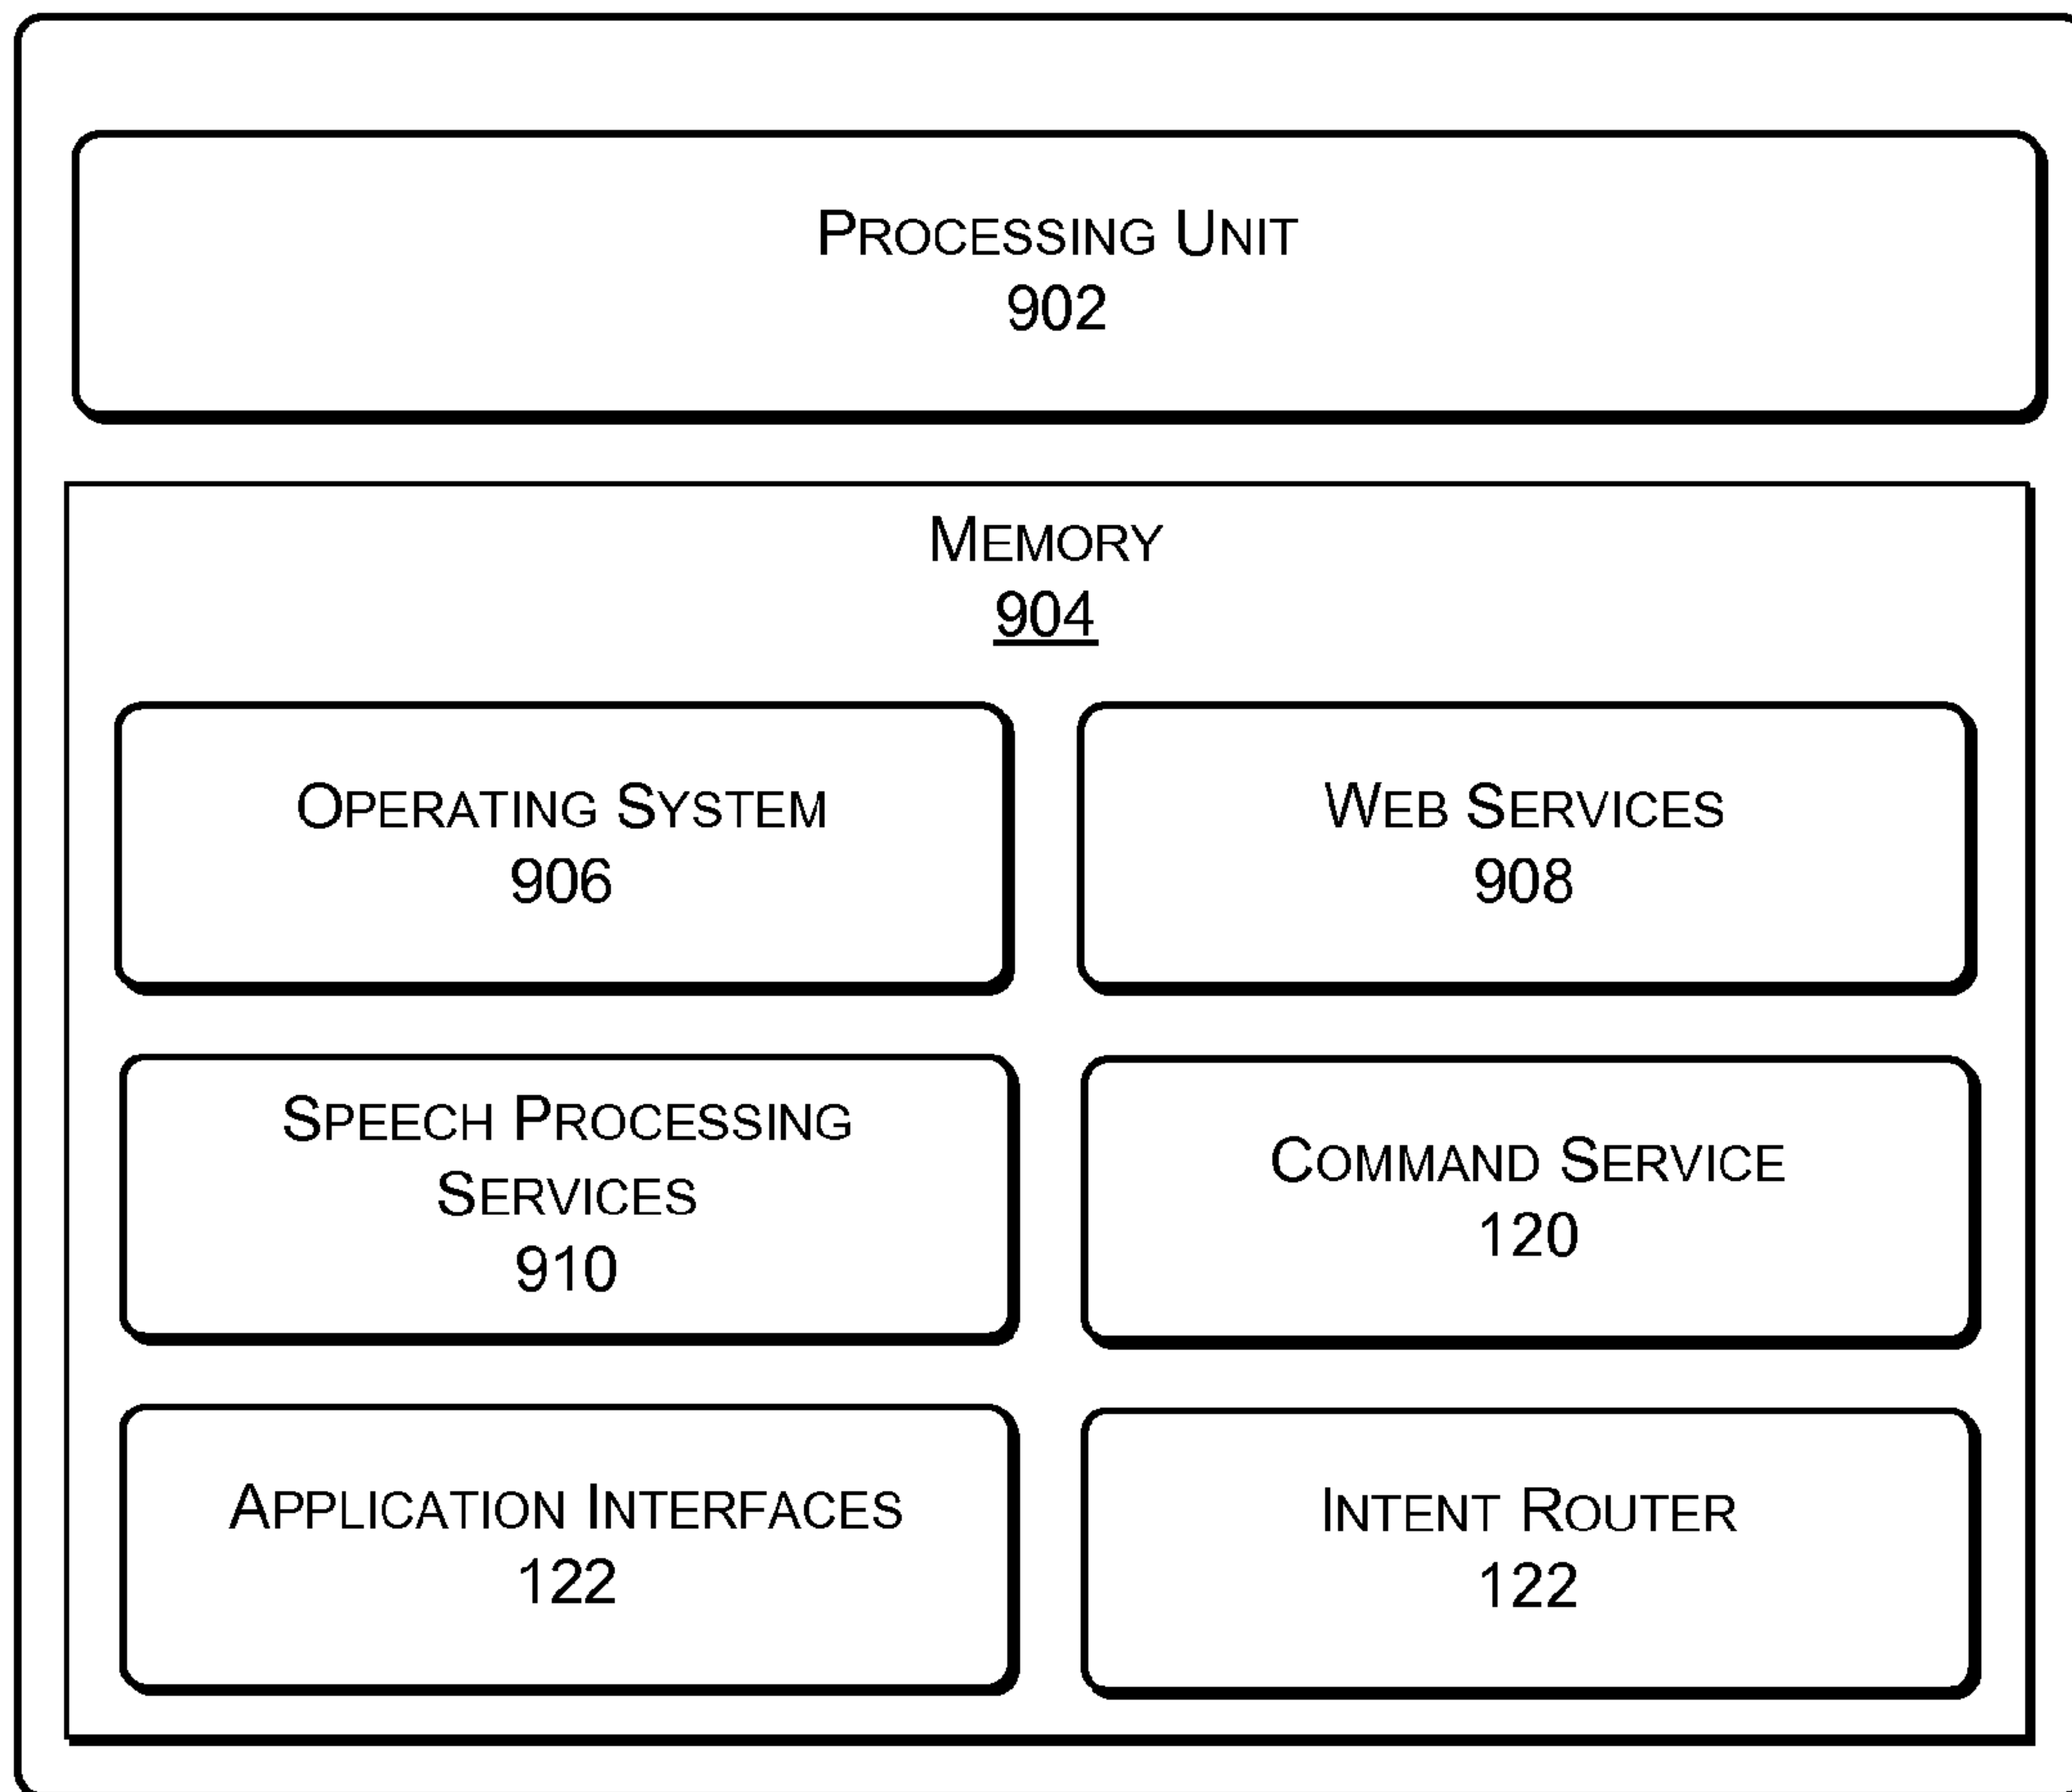 PROCESSING UNIT
902
MEMORY
904
OPERATING SYSTEM
906
WEB SERVICES
908
SPEECH PROCESSING
SERVICES
910
COMMAND SERVICE
120
APPLICATION INTERFACES
122
INTENT ROUTER
122